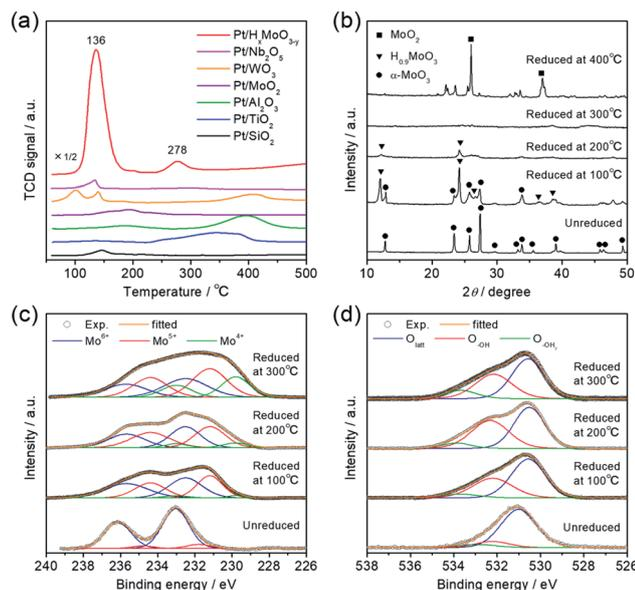 136
278
× 1/2
Pt/HₓMoO₃₋ᵧ
Pt/Nb₂O₅
Pt/WO₃
Pt/MoO₂
Pt/Al₂O₃
Pt/TiO₂
Pt/SiO₂
(a)
TCD signal / a.u.
100 200 300 400 500
Temperature / °C
(b)
MoO₂
H₀.₉MoO₃
α-MoO₃
Reduced at 400°C
Reduced at 300°C
Reduced at 200°C
Reduced at 100°C
Unreduced
Intensity / a.u.
10 20 30 40 50
2θ / degree
(c)
Exp. fitted
Mo⁶⁺ Mo⁵⁺ Mo⁴⁺
Reduced
at 300°C
Reduced
at 200°C
Reduced
at 100°C
Unreduced
Intensity / a.u.
240 238 236 234 232 230 228 226
Binding energy / eV
(d)
Exp. fitted
O latt O -OH O -OH₂
Reduced
at 300°C
Reduced
at 200°C
Reduced
at 100°C
Unreduced
Intensity / a.u.
538 536 534 532 530 528 526
Binding energy / eV